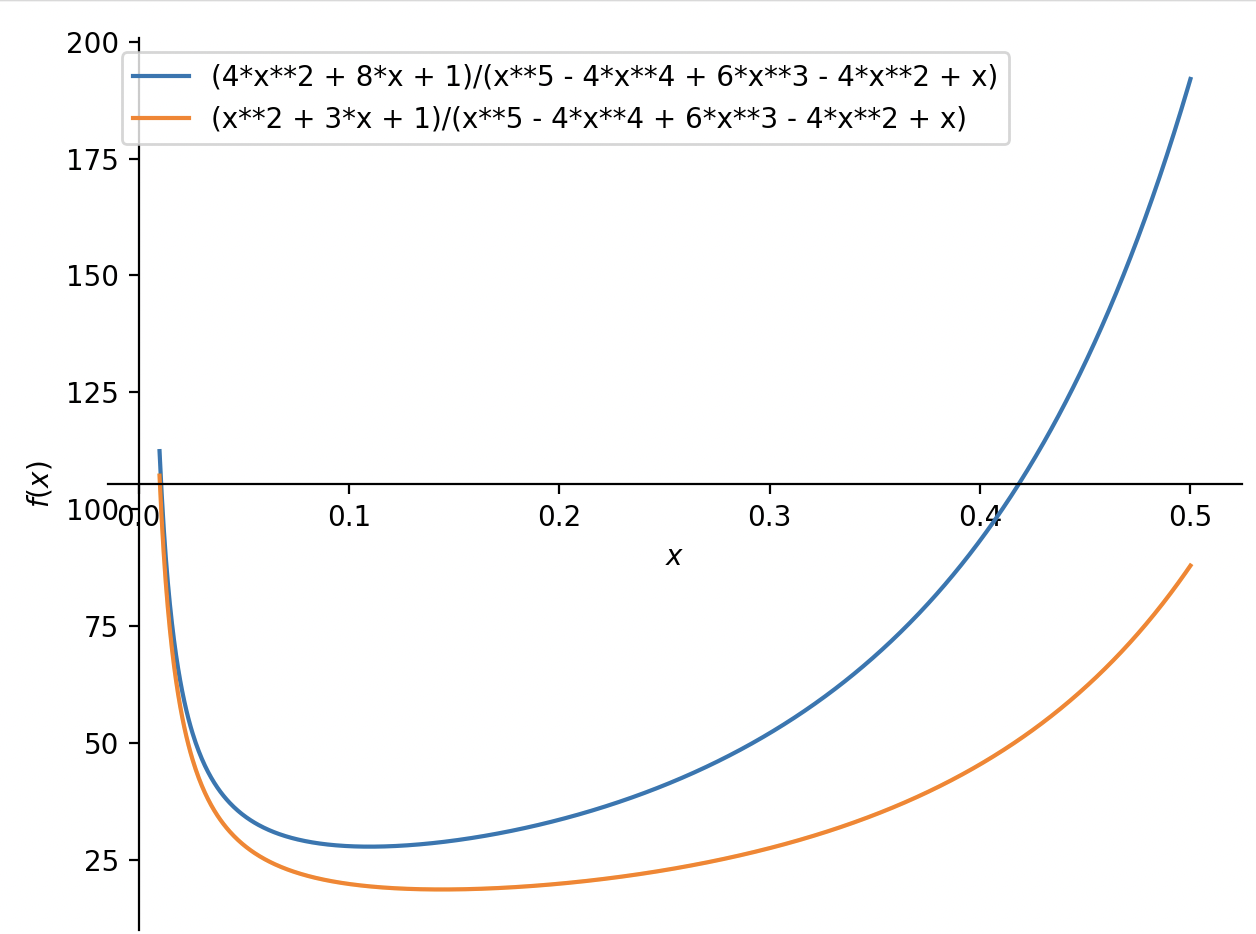 200
(4*x**2 + 8*x + 1)/(x**5 - 4*x**4 + 6*x**3 - 4*x**2 + x)
(x**2 + 3*x + 1)/(x**5 - 4*x**4 + 6*x**3 - 4*x**2 + x)
175
150
125
f(x)
100
0.0 0.1 0.2 0.3 0.4 0.5
x
75
50
25